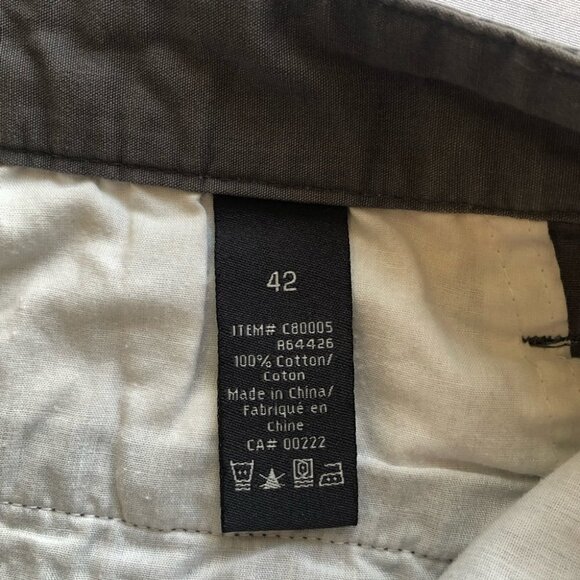 42
ITEM# C80005
A64426
100% Cotton/
Coton
Made in China/
Fabriqué en
Chine
CA# 00222